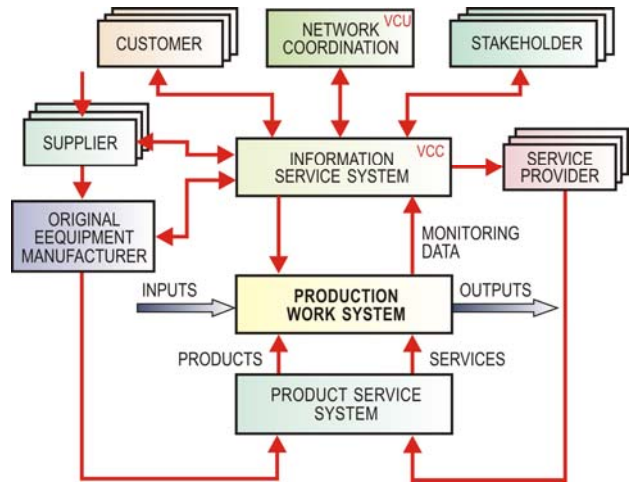 CUSTOMER
NETWORK
COORDINATION
VCU
STAKEHOLDER
SUPPLIER
INFORMATION
SERVICE SYSTEM
VCC
SERVICE
PROVIDER
ORIGINAL
EEQUIPMENT
MANUFACTURER
MONITORING
DATA
INPUTS
PRODUCTION
WORK SYSTEM
OUTPUTS
PRODUCTS
SERVICES
PRODUCT SERVICE
SYSTEM